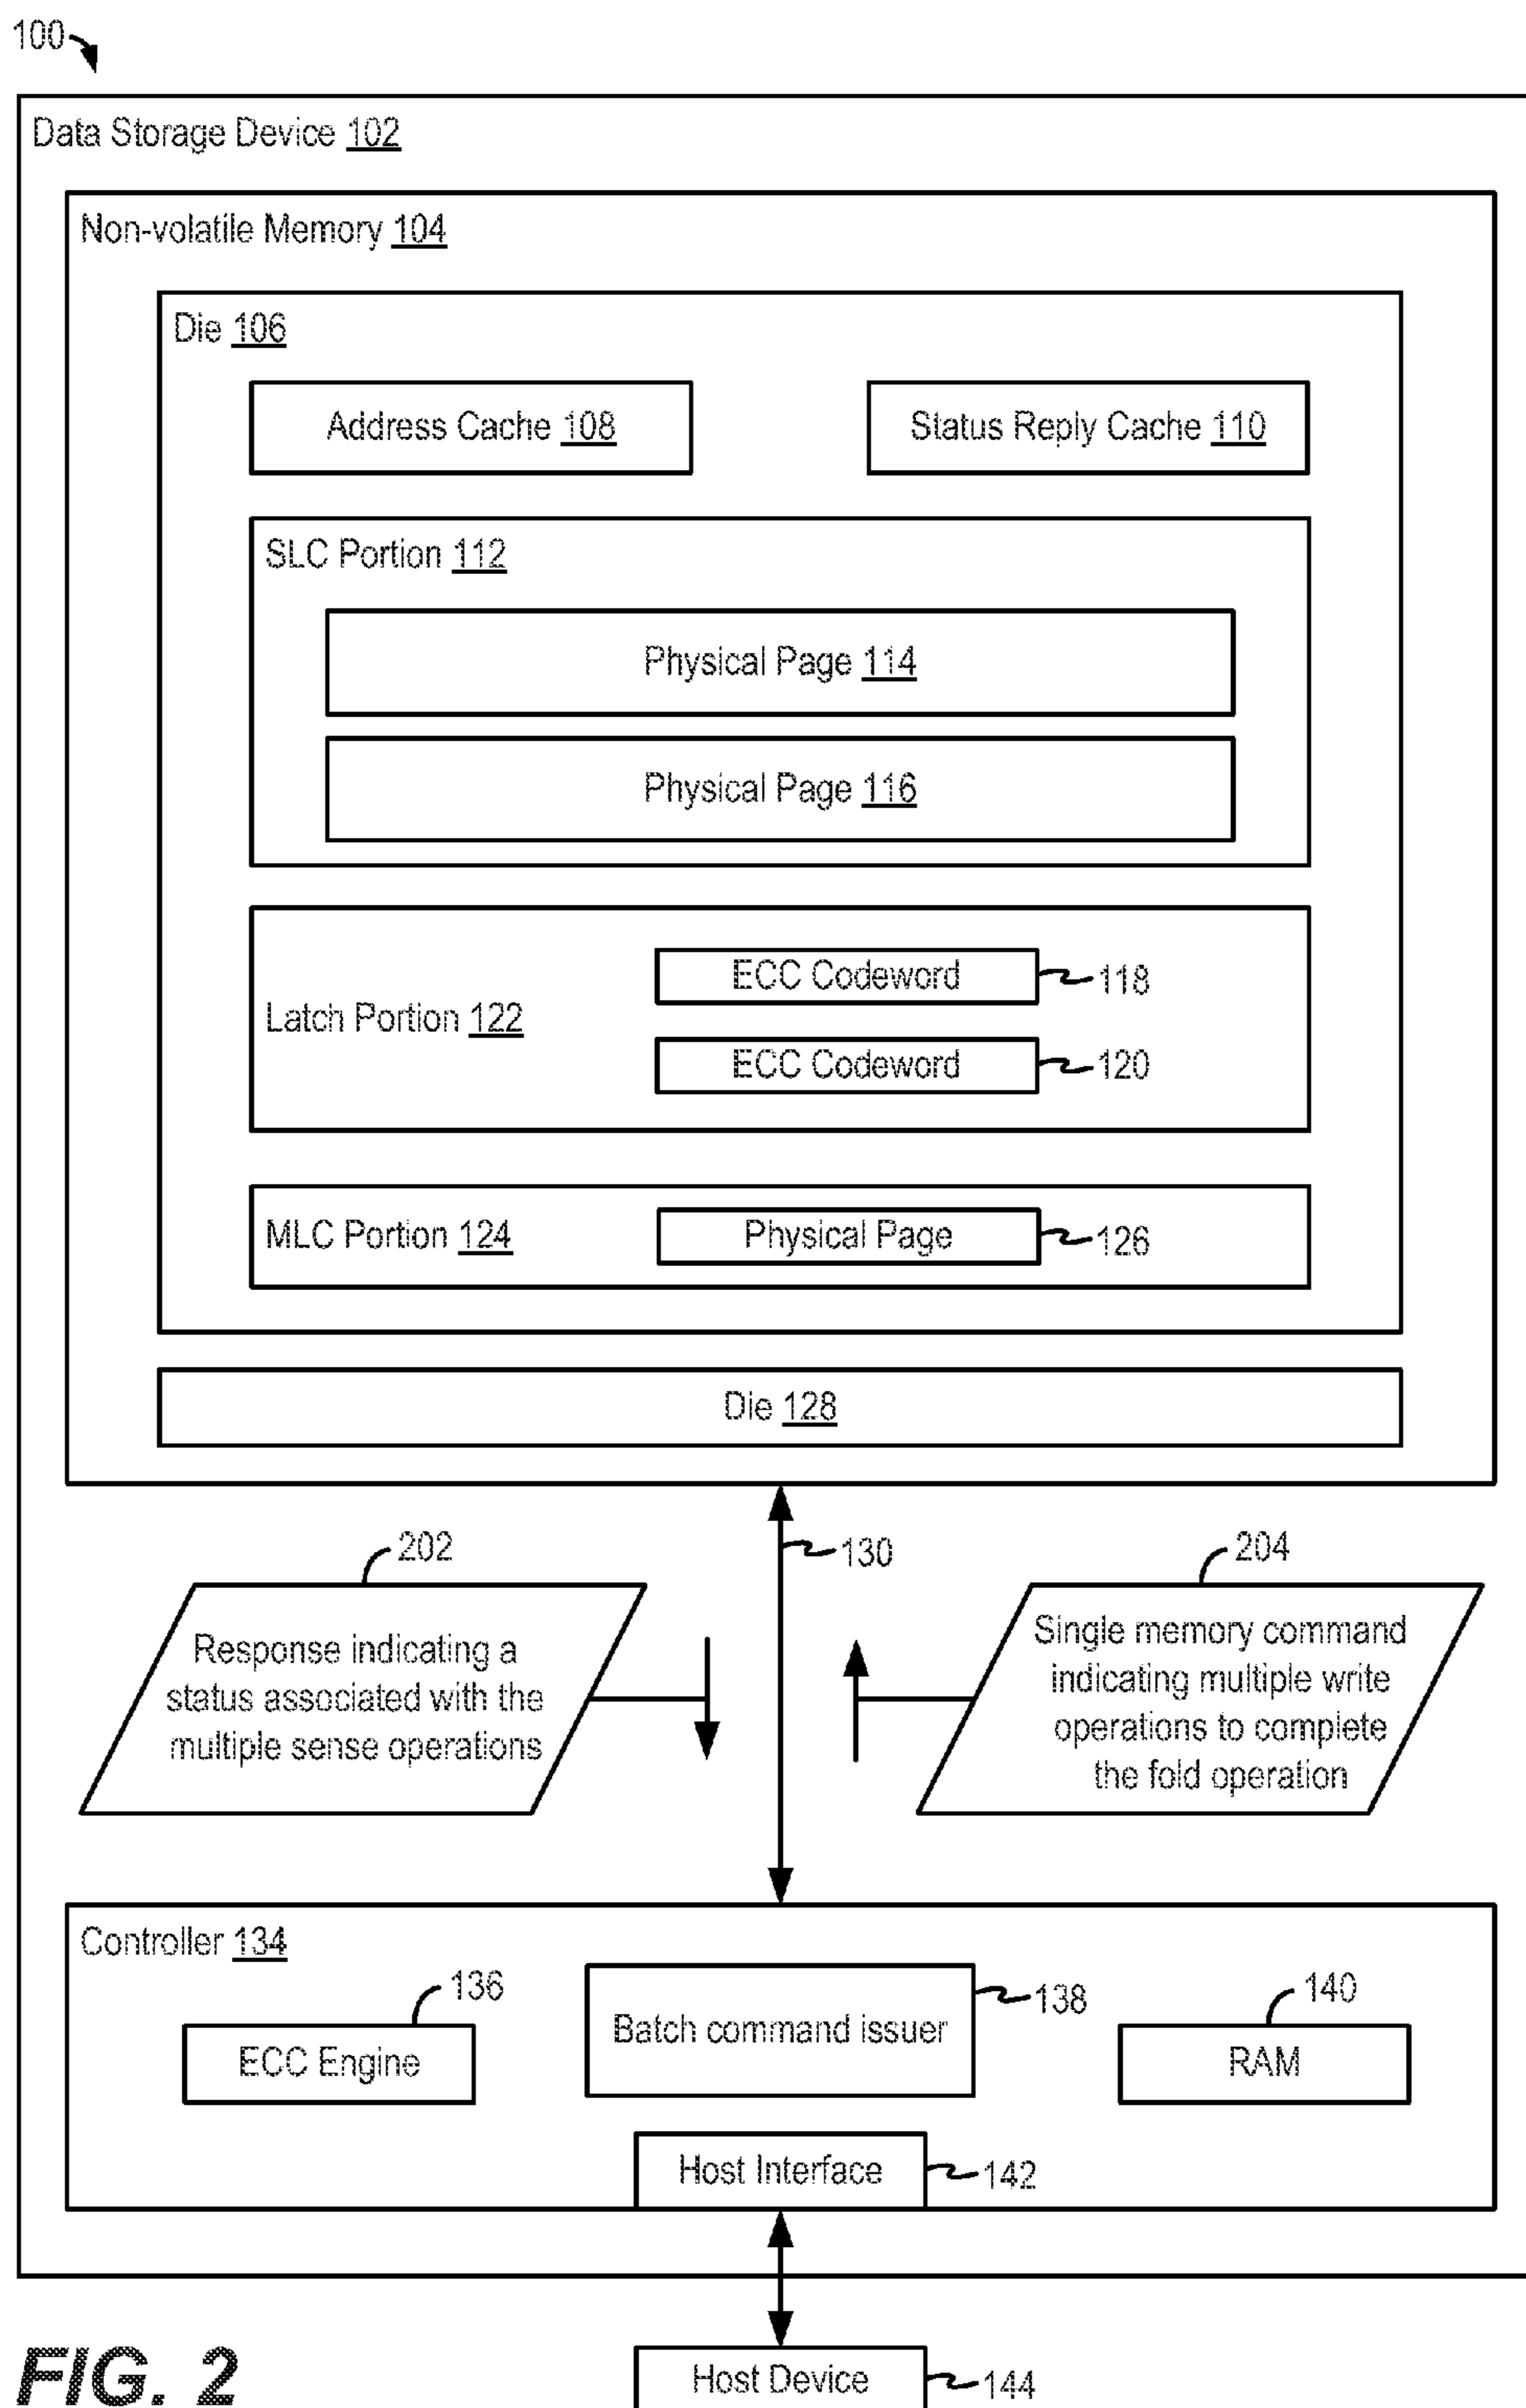 100
Data Storage Device 102
Non-volatile Memory 104
Die 106
Address Cache 108
Status Reply Cache 110
SLC Portion 112
Physical Page 114
Physical Page 116
Latch Portion 122
ECC Codeword
118
ECC Codeword
120
MLC Portion 124
Physical Page
126
Die 128
202
130
204
Response indicating a
status associated with the
multiple sense operations
Single memory command
indicating multiple write
operations to complete
the fold operation
Controller 134
136
ECC Engine
Batch command issuer
138
140
RAM
Host Interface
142
FIG. 2
Host Device
144